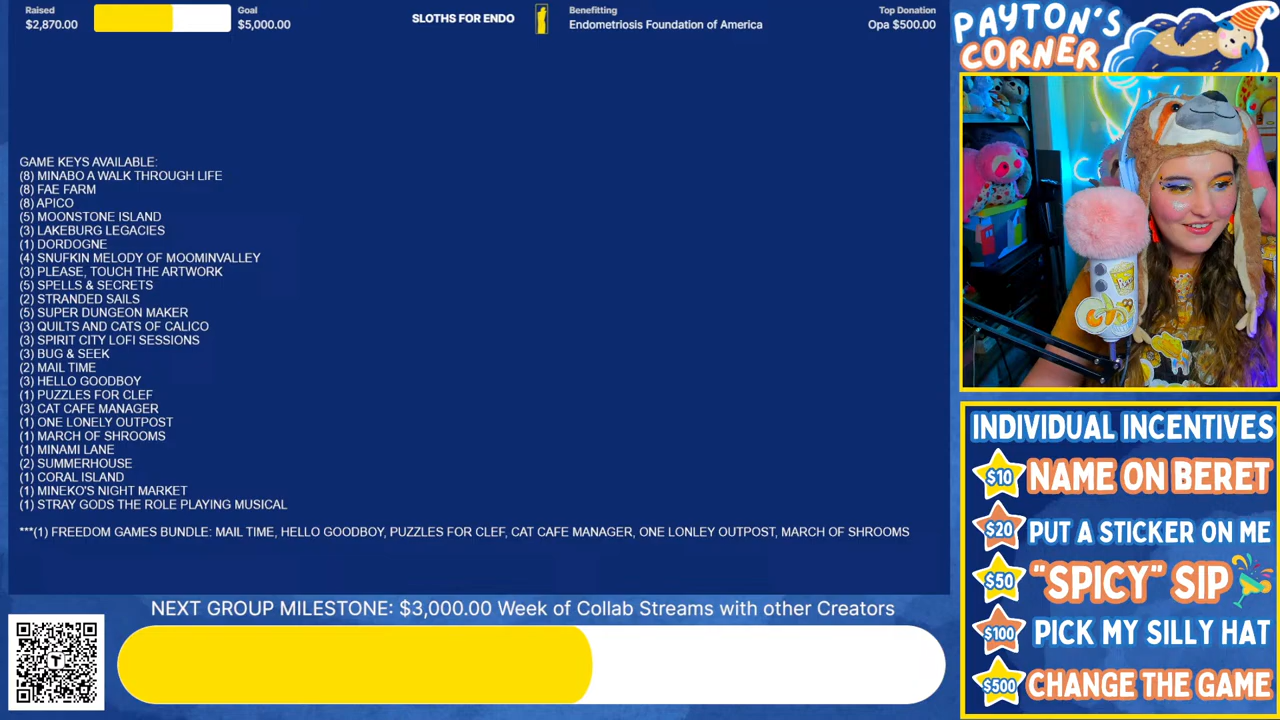 Raised
$2,870.00
Goal
$5,000.00
SLOTHS FOR ENDO
Benefitting
Endometriosis Foundation of America
Top Donation
Opa $500.00
PAYTON'S
CORNER
GAME KEYS AVAILABLE:
(8) MINABO A WALK THROUGH LIFE
(8) FAE FARM
(8) APICO
(5) MOONSTONE ISLAND
(3) LAKEBURG LEGACIES
(1) DORDOGNE
(4) SNUFKIN MELODY OF MOOMINVALLEY
(3) PLEASE, TOUCH THE ARTWORK
(5) SPELLS & SECRETS
(2) STRANDED SAILS
(5) SUPER DUNGEON MAKER
(3) QUILTS AND CATS OF CALICO
(3) SPIRIT CITY LOFI SESSIONS
(3) BUG & SEEK
(2) MAIL TIME
(3) HELLO GOODBOY
(1) PUZZLES FOR CLEF
(3) CAT CAFE MANAGER
(1) ONE LONELY OUTPOST
(1) MARCH OF SHROOMS
(1) MINAMI LANE
(2) SUMMERHOUSE
(1) CORAL ISLAND
(1) MINEKO'S NIGHT MARKET
(1) STRAY GODS THE ROLE PLAYING MUSICAL
***(1) FREEDOM GAMES BUNDLE: MAIL TIME, HELLO GOODBOY, PUZZLES FOR CLEF, CAT CAFE MANAGER, ONE LONLEY OUTPOST, MARCH OF SHROOMS
NEXT GROUP MILESTONE: $3,000.00 Week of Collab Streams with other Creators
INDIVIDUAL INCENTIVES
$10 NAME ON BERET
$20 PUT A STICKER ON ME
$50 "SPICY" SIP
$100 PICK MY SILLY HAT
$500 CHANGE THE GAME